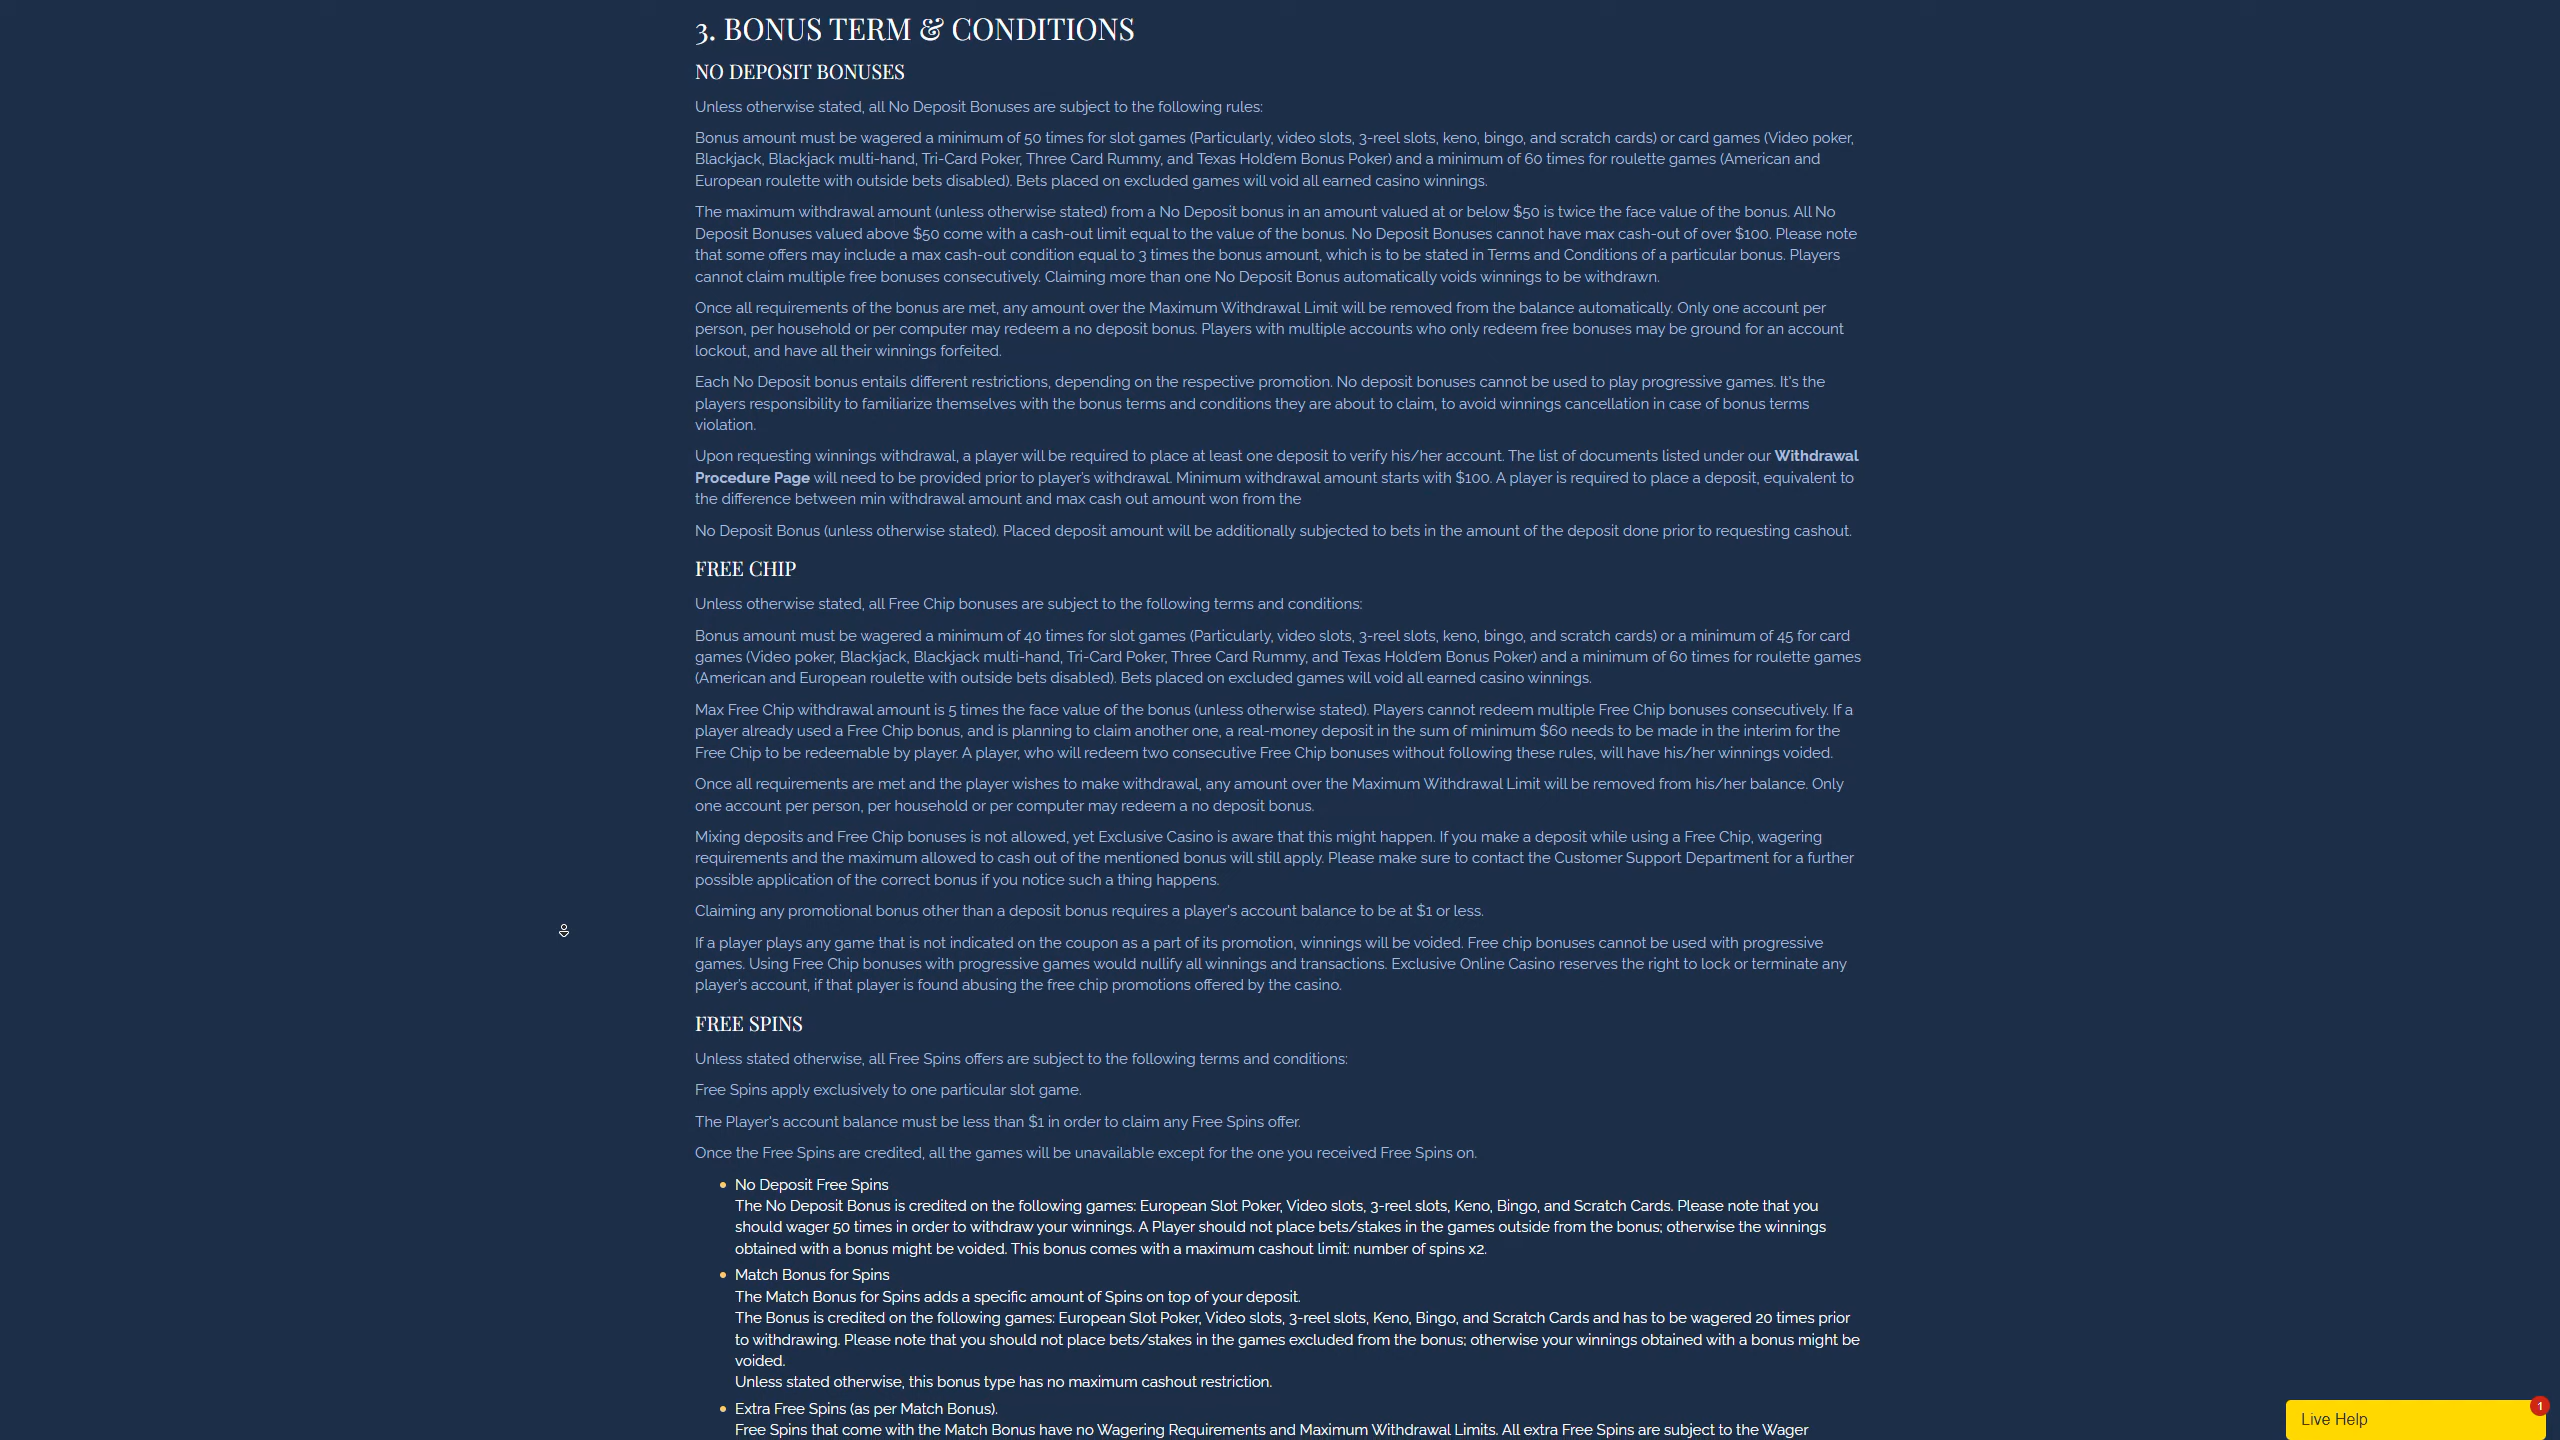 3. BONUS TERM & CONDITIONS
NO DEPOSIT BONUSES
Unless otherwise stated, all No Deposit Bonuses are subject to the following rules:
Bonus amount must be wagered a minimum of 50 times for slot games (Particularly, video slots, 3-reel slots, keno, bingo, and scratch cards) or card games (Video poker,
Blackjack, Blackjack multi-hand, Tri-Card Poker, Three Card Rummy, and Texas Hold'em Bonus Poker) and a minimum of 60 times for roulette games (American and
European roulette with outside bets disabled). Bets placed on excluded games will void all earned casino winnings.
The maximum withdrawal amount (unless otherwise stated) from a No Deposit bonus in an amount valued at or below $50 is twice the face value of the bonus. All No
Deposit Bonuses valued above $50 come with a cash-out limit equal to the value of the bonus. No Deposit Bonuses cannot have max cash-out of over $100. Please note
that some offers may include a max cash-out condition equal to 3 times the bonus amount, which is to be stated in Terms and Conditions of a particular bonus. Players
cannot claim multiple free bonuses consecutively. Claiming more than one No Deposit Bonus automatically voids winnings to be withdrawn.
Once all requirements of the bonus are met, any amount over the Maximum Withdrawal Limit will be removed from the balance automatically. Only one account per
person, per household or per computer may redeem a no deposit bonus. Players with multiple accounts who only redeem free bonuses may be ground for an account
lockout, and have all their winnings forfeited.
Each No Deposit bonus entails different restrictions, depending on the respective promotion. No deposit bonuses cannot be used to play progressive games. It's the
players responsibility to familiarize themselves with the bonus terms and conditions they are about to claim, to avoid winnings cancellation in case of bonus terms
violation.
Upon requesting winnings withdrawal, a player will be required to place at least one deposit to verify his/her account. The list of documents listed under our Withdrawal
Procedure Page will need to be provided prior to player's withdrawal. Minimum withdrawal amount starts with $100. A player is required to place a deposit, equivalent to
the difference between min withdrawal amount and max cash out amount won from the
No Deposit Bonus (unless otherwise stated). Placed deposit amount will be additionally subjected to bets in the amount of the deposit done prior to requesting cashout.
FREE CHIP
Unless otherwise stated, all Free Chip bonuses are subject to the following terms and conditions:
Bonus amount must be wagered a minimum of 40 times for slot games (Particularly, video slots, 3-reel slots, keno, bingo, and scratch cards) or a minimum of 45 for card
games (Video poker, Blackjack, Blackjack multi-hand, Tri-Card Poker, Three Card Rummy, and Texas Hold'em Bonus Poker) and a minimum of 60 times for roulette games
(American and European roulette with outside bets disabled). Bets placed on excluded games will void all earned casino winnings.
Max Free Chip withdrawal amount is 5 times the face value of the bonus (unless otherwise stated). Players cannot redeem multiple Free Chip bonuses consecutively. If a
player already used a Free Chip bonus, and is planning to claim another one, a real-money deposit in the sum of minimum $60 needs to be made in the interim for the
Free Chip to be redeemable by player. A player, who will redeem two consecutive Free Chip bonuses without following these rules, will have his/her winnings voided.
Once all requirements are met and the player wishes to make withdrawal, any amount over the Maximum Withdrawal Limit will be removed from his/her balance. Only
one account per person, per household or per computer may redeem a no deposit bonus.
Mixing deposits and Free Chip bonuses is not allowed, yet Exclusive Casino is aware that this might happen. If you make a deposit while using a Free Chip, wagering
requirements and the maximum allowed to cash out of the mentioned bonus will still apply. Please make sure to contact the Customer Support Department for a further
possible application of the correct bonus if you notice such a thing happens.
Claiming any promotional bonus other than a deposit bonus requires a player's account balance to be at $1 or less.
If a player plays any game that is not indicated on the coupon as a part of its promotion, winnings will be voided. Free chip bonuses cannot be used with progressive
games. Using Free Chip bonuses with progressive games would nullify all winnings and transactions. Exclusive Online Casino reserves the right to lock or terminate any
player's account, if that player is found abusing the free chip promotions offered by the casino.
FREE SPINS
Unless stated otherwise, all Free Spins offers are subject to the following terms and conditions:
Free Spins apply exclusively to one particular slot game.
The Player's account balance must be less than $1 in order to claim any Free Spins offer.
Once the Free Spins are credited, all the games will be unavailable except for the one you received Free Spins on.
• No Deposit Free Spins
The No Deposit Bonus is credited on the following games: European Slot Poker, Video slots, 3-reel slots, Keno, Bingo, and Scratch Cards. Please note that you
should wager 50 times in order to withdraw your winnings. A Player should not place bets/stakes in the games outside from the bonus; otherwise the winnings
obtained with a bonus might be voided. This bonus comes with a maximum cashout limit: number of spins x2.
• Match Bonus for Spins
The Match Bonus for Spins adds a specific amount of Spins on top of your deposit.
The Bonus is credited on the following games: European Slot Poker, Video slots, 3-reel slots, Keno, Bingo, and Scratch Cards and has to be wagered 20 times prior
to withdrawing. Please note that you should not place bets/stakes in the games excluded from the bonus; otherwise your winnings obtained with a bonus might be
voided.
Unless stated otherwise, this bonus type has no maximum cashout restriction.
• Extra Free Spins (as per Match Bonus).
Free Spins that come with the Match Bonus have no Wagering Requirements and Maximum Withdrawal Limits. All extra Free Spins are subject to the Wager
1
Live Help